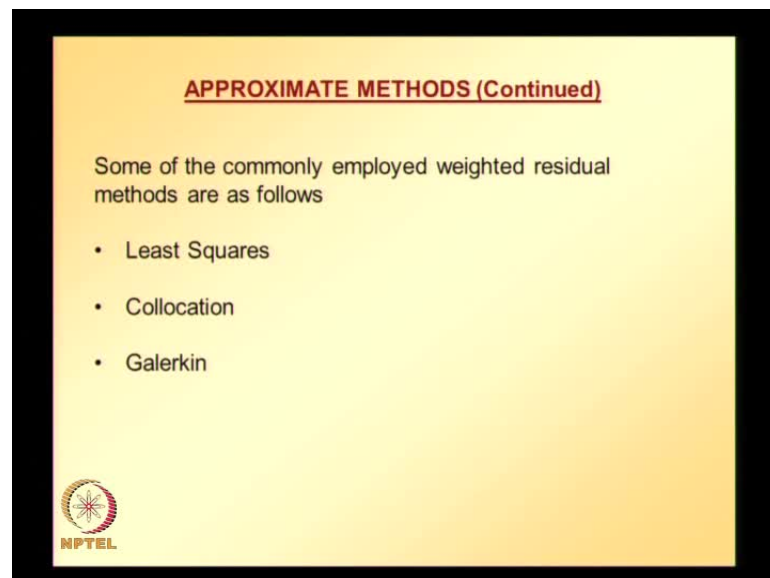 APPROXIMATE METHODS (Continued)
Some of the commonly employed weighted residual
methods are as follows
• Least Squares
• Collocation
• Galerkin
NPTEL